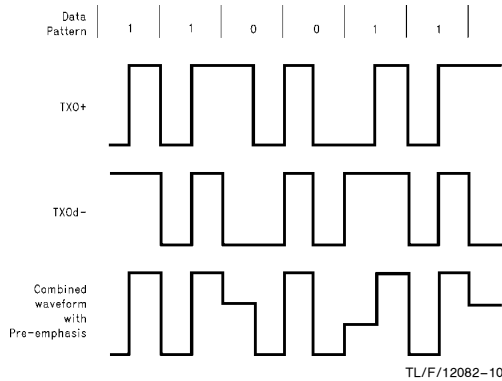 Data
Pattern
1 1 0 0 1 1
TXO+
TXOd-
Combined
waveform
with
Pre-emphasis
TL/F/12082-10